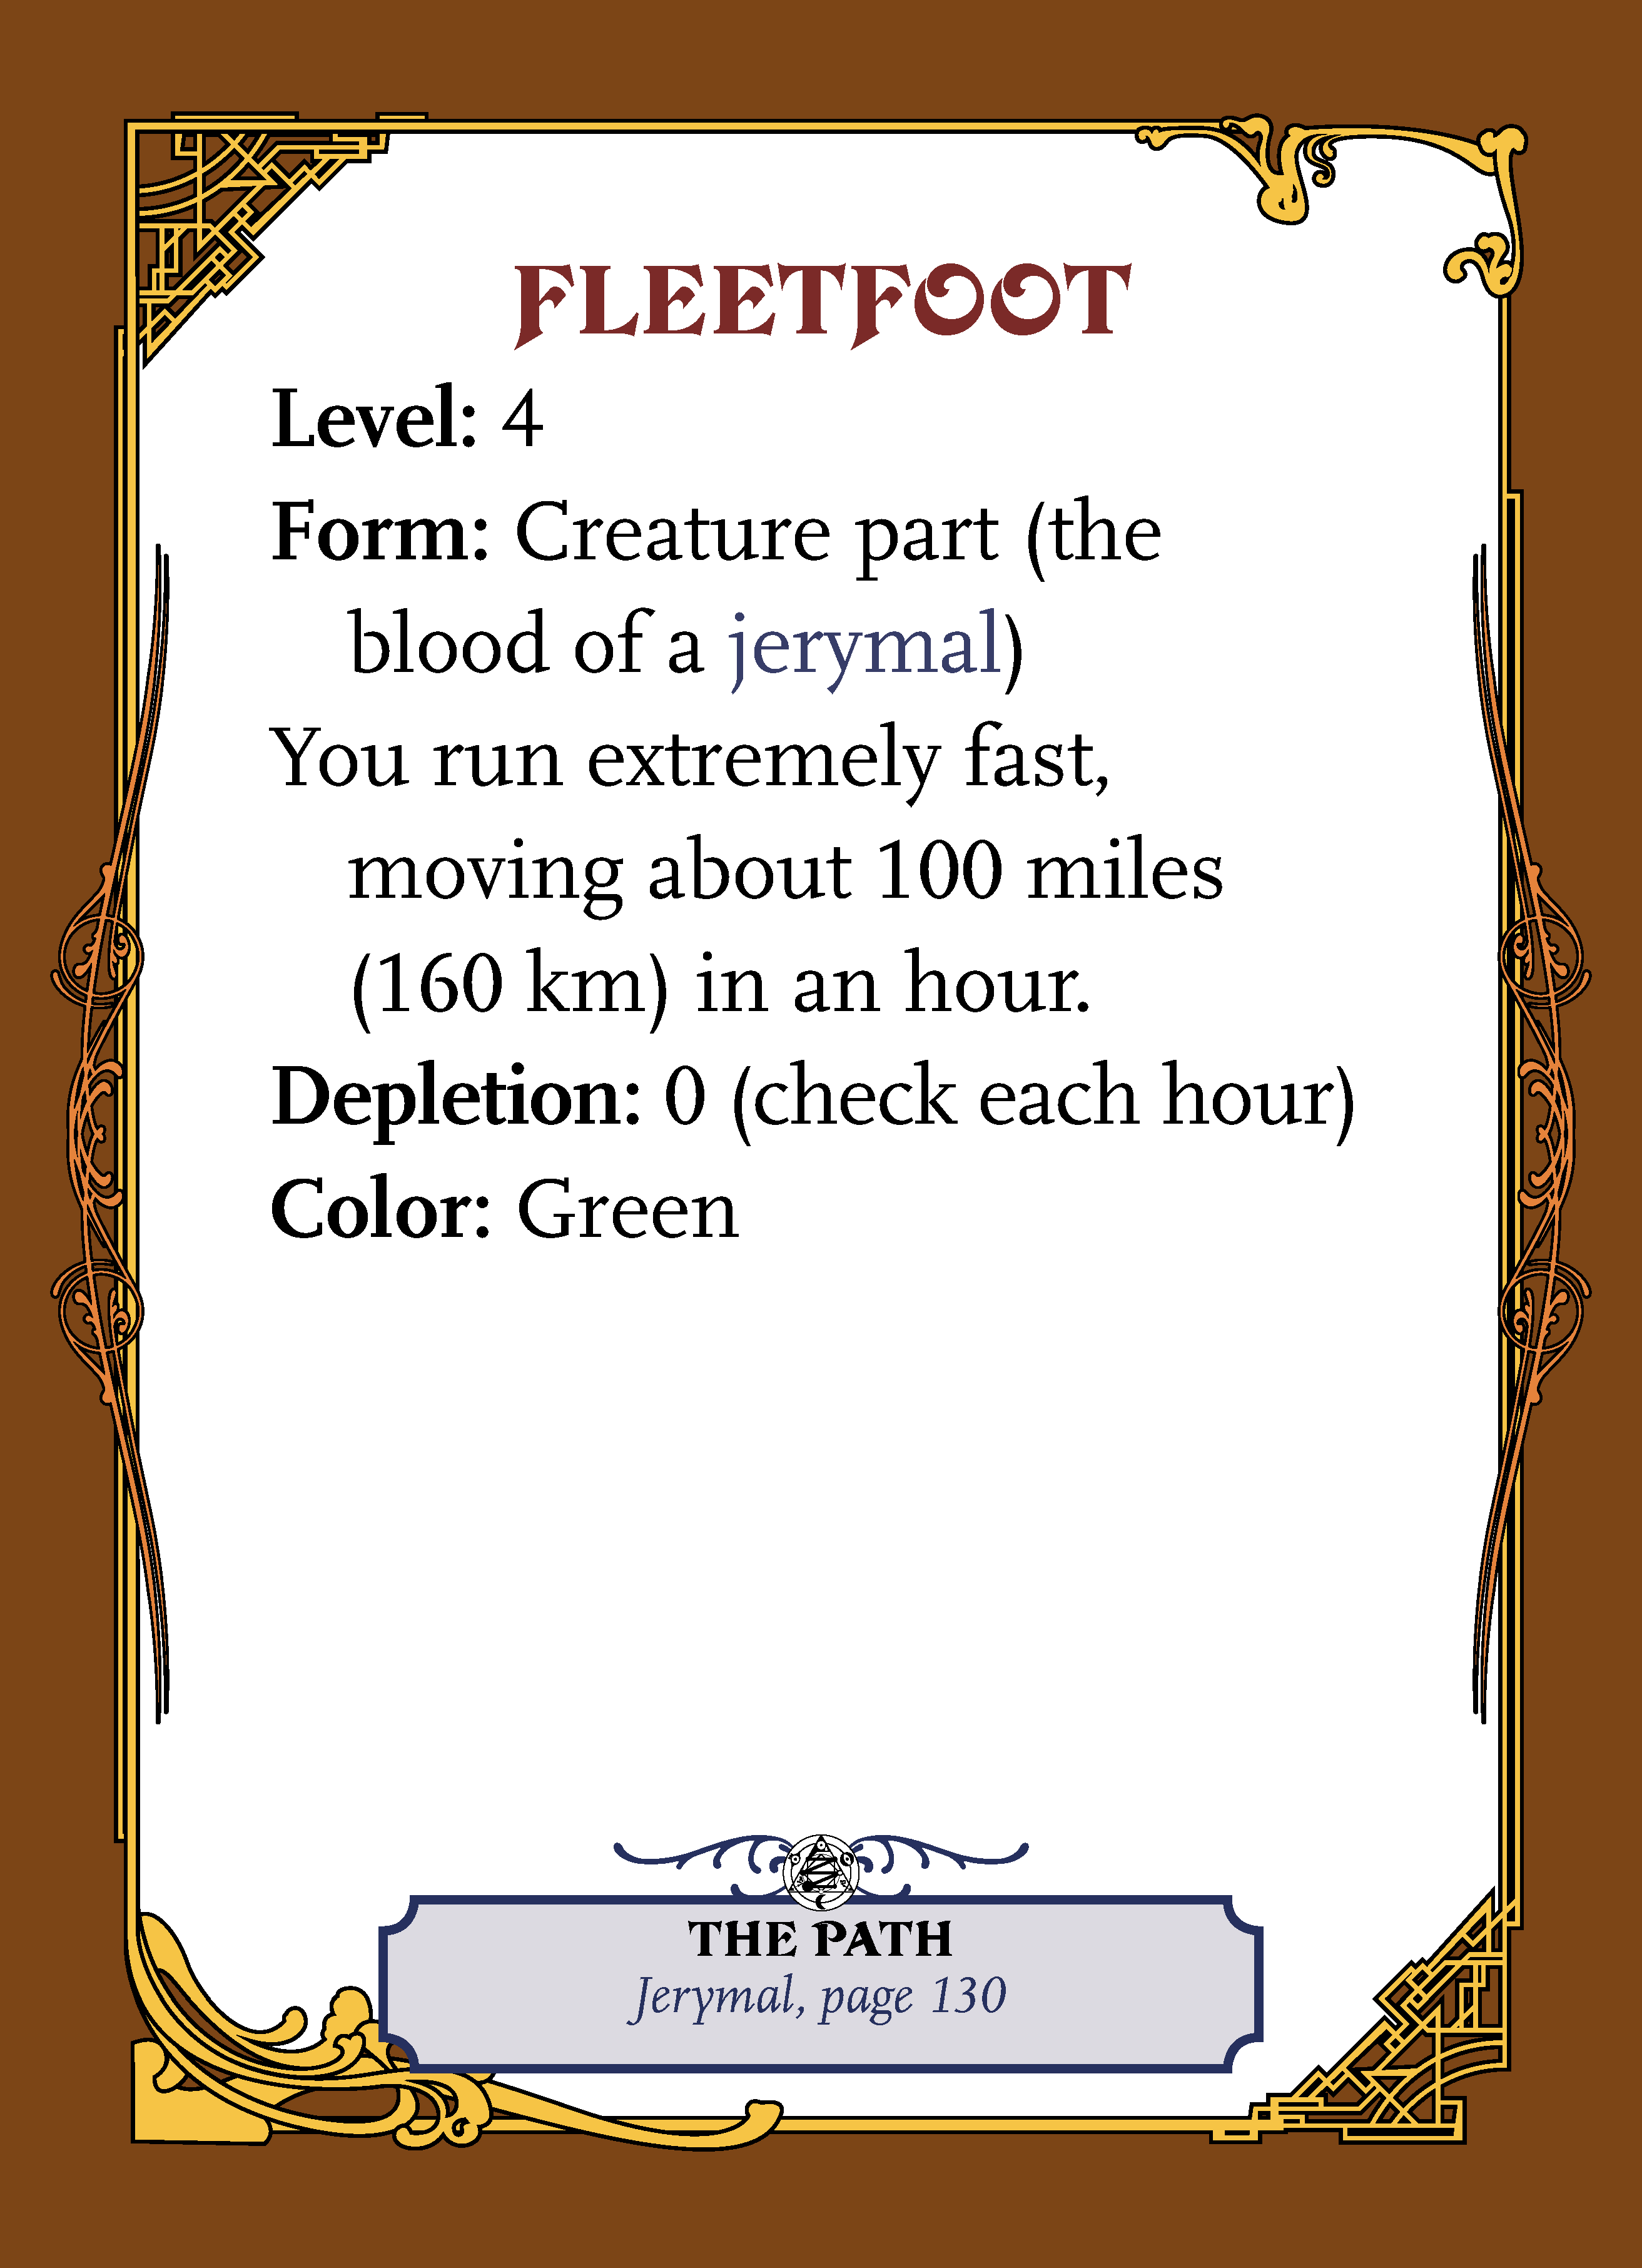 FLEETFOOT
Level: 4
Form: Creature part (the
blood of a jerymal)
You run extremely fast,
moving about 100 miles
(160 km) in an hour.
Depletion: 0 (check each hour)
Color: Green
THE PATH
Jerymal, page 130